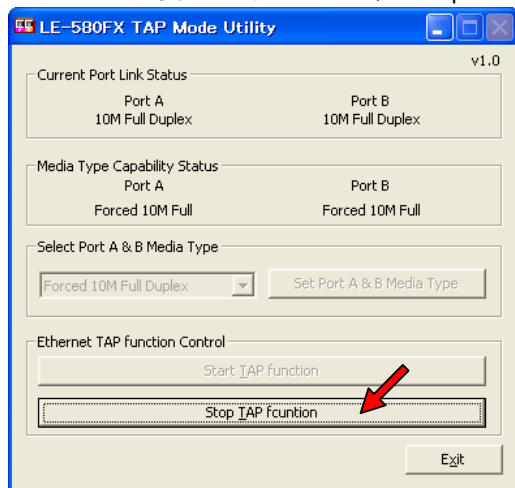 LE-580FX TAP Mode Utility
v1.0
Current Port Link Status
Port A Port B
10M Full Duplex 10M Full Duplex
Media Type Capability Status
Port A Port B
Forced 10M Full Forced 10M Full
Select Port A & B Media Type
Forced 10M Full Duplex Set Port A & B Media Type
Ethernet TAP function Control
Start TAP function
Stop TAP fcuntion
Exit